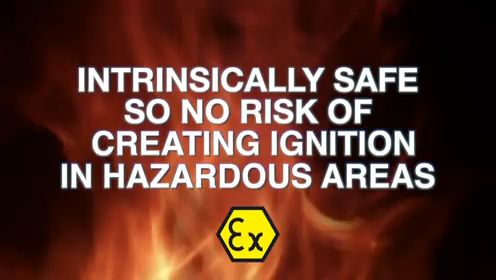 INTRINSICALLY SAFE
SO NO RISK OF
CREATING IGNITION
IN HAZARDOUS AREAS
Ex